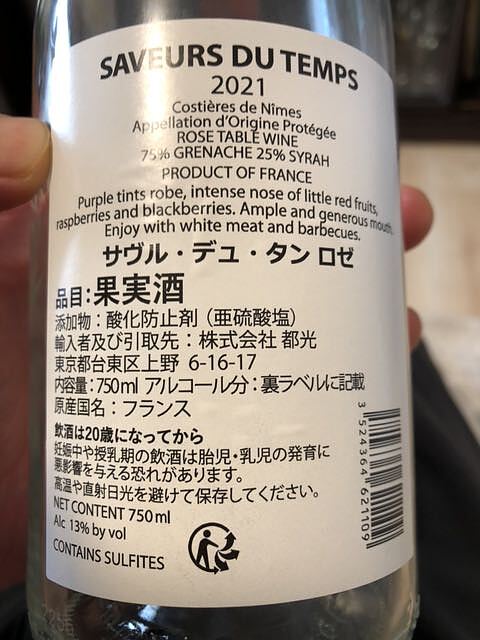 SAVEURS DU TEMPS
2021
Costières de Nîmes
Appellation d'Origine Protégée
ROSE TABLE WINE
75% GRENACHE 25% SYRAH
PRODUCT OF FRANCE
Purple tints robe, intense nose of little red fruits,
raspberries and blackberries. Ample and generous mouth.
Enjoy with white meat and barbecues.
サヴル・デュ・タン ロゼ
品目:果実酒
添加物：酸化防止剤（亜硫酸塩）
輸入者及び引取先：株式会社 都光
東京都台東区上野 6-16-17
内容量:750ml アルコール分：裏ラベルに記載
原産国名：フランス
飲酒は20歳になってから
妊娠中や授乳期の飲酒は胎児・乳児の発育に
悪影響を与える恐れがあります。
高温や直射日光を避けて保存してください。
NET CONTENT 750 ml
Alc 13% by vol
CONTAINS SULFITES
3 524364 621109